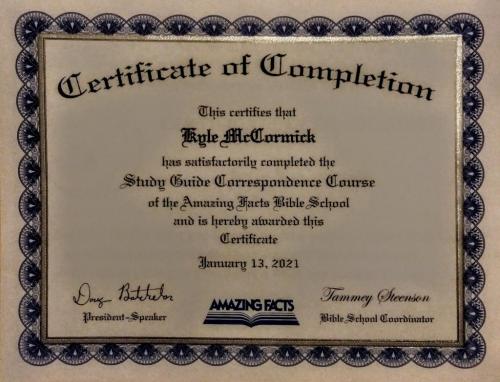 Certificate of Completion
This certifies that
Kyle McCormick
has satisfactorily completed the
Study Guide Correspondence Course
of the Amazing Facts Bible School
and is hereby awarded this
Certificate
January 13, 2021
Doug Batchelor
President-Speaker
AMAZING FACTS
Tammey Steenson
Bible School Coordinator